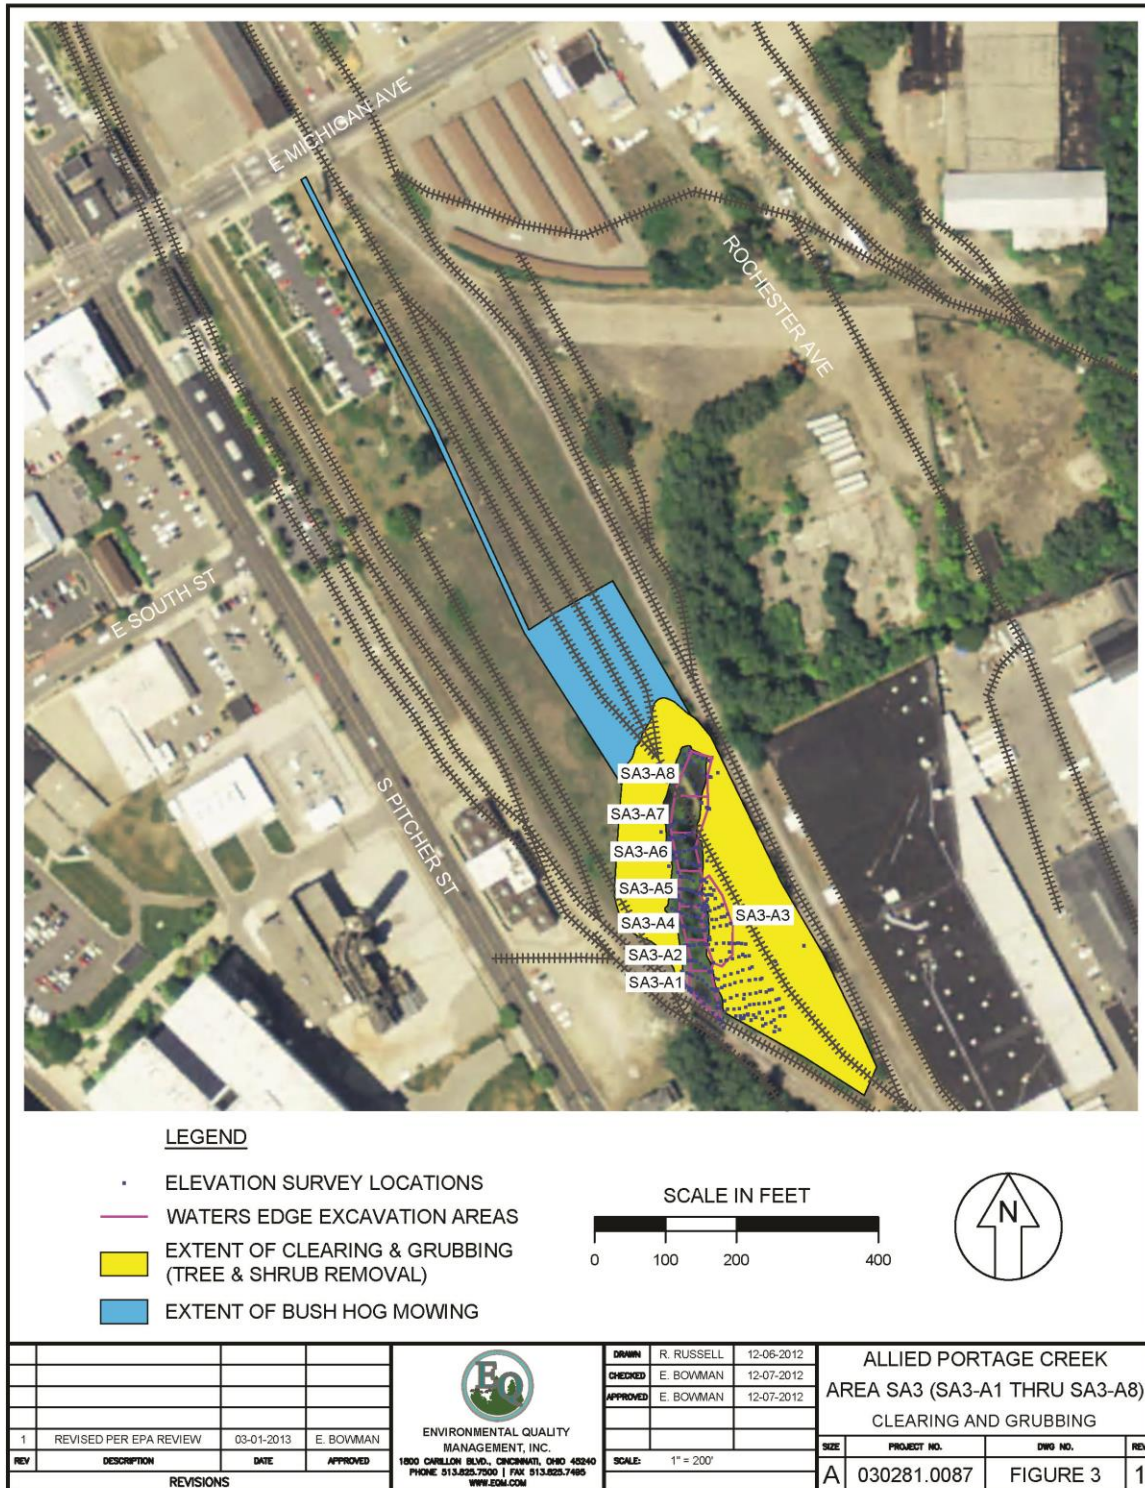 E MICHIGAN AVE
ROCHESTER AVE
E SOUTH ST
S PITCHER ST
SA3-A8
SA3-A7
SA3-A6
SA3-A5
SA3-A4
SA3-A3
SA3-A2
SA3-A1
LEGEND
ELEVATION SURVEY LOCATIONS
WATERS EDGE EXCAVATION AREAS
EXTENT OF CLEARING & GRUBBING
(TREE & SHRUB REMOVAL)
EXTENT OF BUSH HOG MOWING
SCALE IN FEET
0 100 200 400
N
1 REVISED PER EPA REVIEW 03-01-2013 E. BOWMAN
REV DESCRIPTION DATE APPROVED
REVISIONS
EQ
ENVIRONMENTAL QUALITY
MANAGEMENT, INC.
1800 CARILLON BLVD., CINCINNATI, OHIO 45240
PHONE 513.825.7500 | FAX 513.825.7495
WWW.EQM.COM
DRAWN R. RUSSELL 12-06-2012
CHECKED E. BOWMAN 12-07-2012
APPROVED E. BOWMAN 12-07-2012
SCALE: 1" = 200'
ALLIED PORTAGE CREEK
AREA SA3 (SA3-A1 THRU SA3-A8)
CLEARING AND GRUBBING
SIZE PROJECT NO. DWG NO. REV
A 030281.0087 FIGURE 3 1